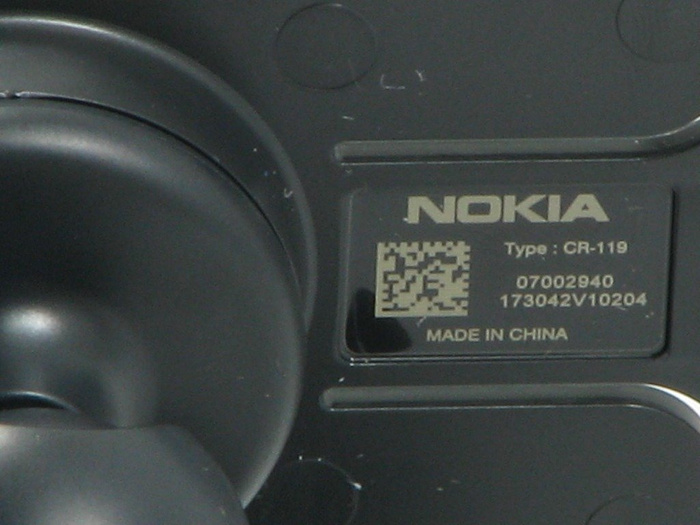 NOKIA
Type : CR-119
07002940
173042V10204
MADE IN CHINA